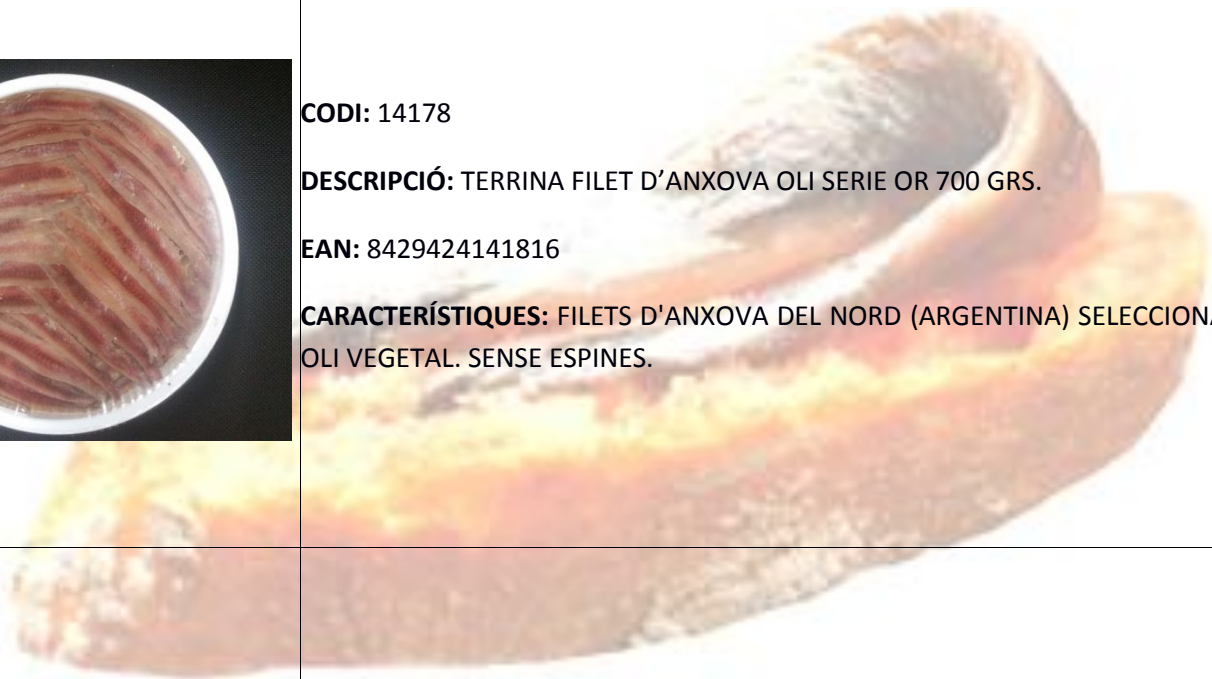 CODI: 14178
DESCRIPCIÓ: TERRINA FILET D’ANXOVA OLI SERIE OR 700 GRS.
EAN: 8429424141816
CARACTERÍSTIQUES: FILETS D'ANXOVA DEL NORD (ARGENTINA)
OLI VEGETAL. SENSE ESPINES.